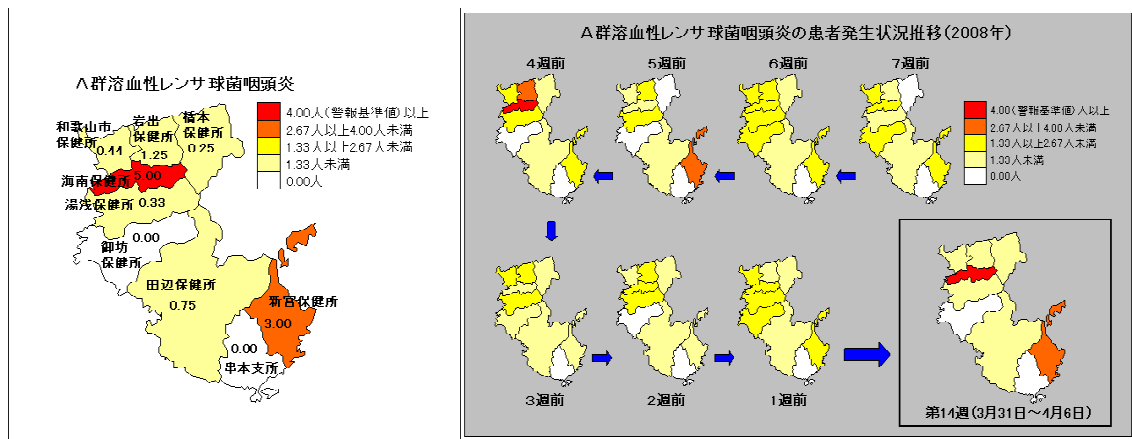 A群溶血性レンサ球菌咽頭炎
4.00人(警報基準値)以上
2.67人以上4.00人未満
1.33人以上2.67人未満
1.33人未満
0.00人
和歌山市
保健所
0.44
岩出
保健所
1.25
橋本
保健所
0.25
海南保健所
5.00
湯浅保健所
0.33
御坊
保健所
0.00
田辺保健所
0.75
新宮保健所
3.00
0.00
串本支所
A群溶血性レンサ球菌咽頭炎の患者発生状況推移(2008年)
4週前
5週前
6週前
7週前
4.00(警報基準値)人以上
2.67人以上4.00人未満
1.33人以上2.67人未満
1.33人未満
0.00人
3週前
2週前
1週前
第14週(3月31日~4月6日)